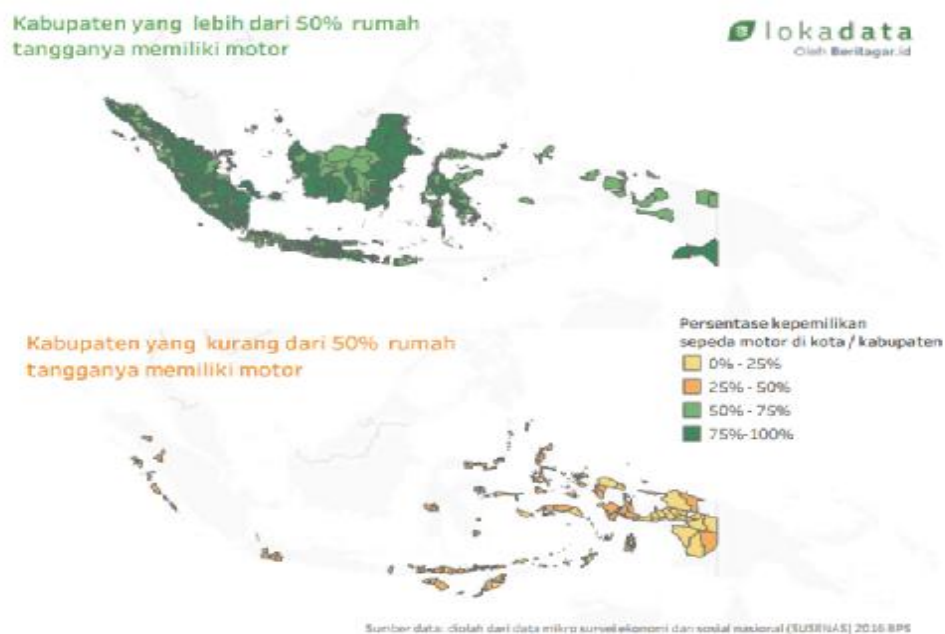 Kabupaten yang lebih dari 50% rumah
tangganya memiliki motor
lokadata
Oleh Beritagar.id
Kabupaten yang kurang dari 50% rumah
tangganya memiliki motor
Persentase kepemilikan
sepeda motor di kota / kabupaten
0% - 25%
25% - 50%
50% - 75%
75%-100%
Sumber data: diolah dari data mikro survei ekonomi dan sosial nasional (SUSENAS) 2016 BPS